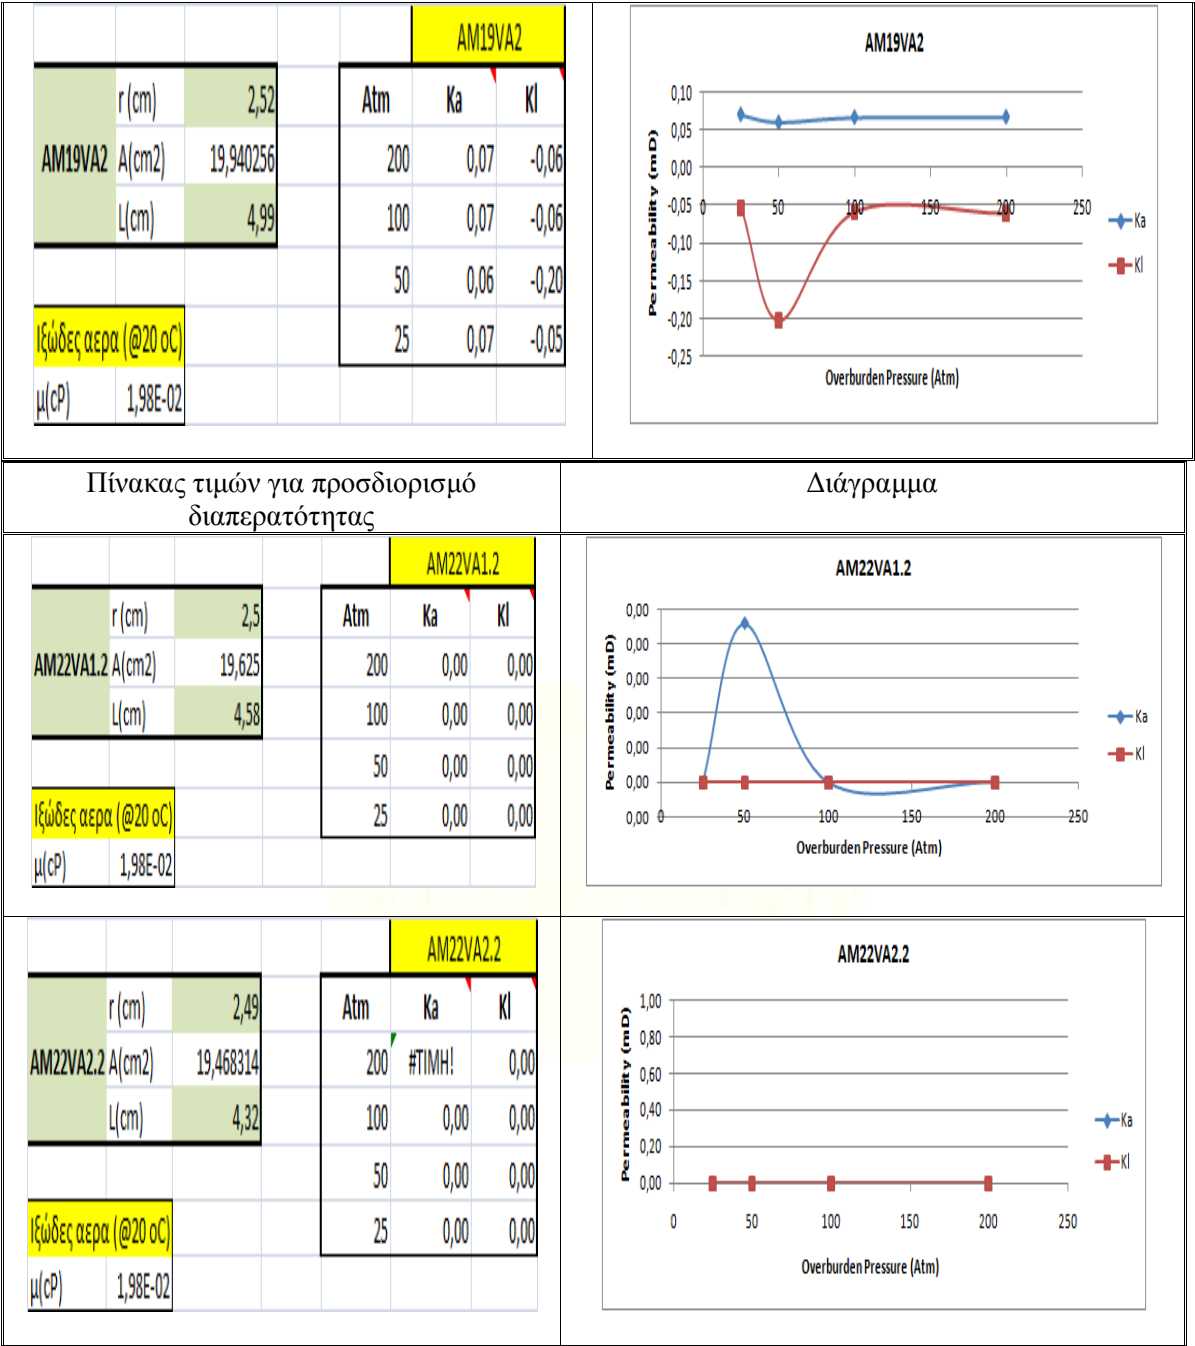 AM19VA2
r (cm) 2,52
AM19VA2 A(cm2) 19,940256
L(cm) 4,99
Atm Ka Kl
200 0,07 -0,06
100 0,07 -0,06
50 0,06 -0,20
25 0,07 -0,05
Ιξώδες αερα (@20 oC)
μ(cP) 1,98E-02
AM19VA2
0,10
0,05
0,00
-0,05
-0,10
-0,15
-0,20
-0,25
0 50 100 150 200 250
Permeability (mD)
Overburden Pressure (Atm)
Ka
Kl
Πίνακας τιμών για προσδιορισμό
διαπερατότητας
Διάγραμμα
AM22VA1.2
r (cm) 2,5
AM22VA1.2 A(cm2) 19,625
L(cm) 4,58
Atm Ka Kl
200 0,00 0,00
100 0,00 0,00
50 0,00 0,00
25 0,00 0,00
Ιξώδες αερα (@20 oC)
μ(cP) 1,98E-02
AM22VA1.2
0,00
0,00
0,00
0,00
0,00
0,00
0,00
0 50 100 150 200 250
Permeability (mD)
Overburden Pressure (Atm)
Ka
Kl
AM22VA2.2
r (cm) 2,49
AM22VA2.2 A(cm2) 19,468314
L(cm) 4,32
Atm Ka Kl
200 #ΤΙΜΗ! 0,00
100 0,00 0,00
50 0,00 0,00
25 0,00 0,00
Ιξώδες αερα (@20 oC)
μ(cP) 1,98E-02
AM22VA2.2
1,00
0,80
0,60
0,40
0,20
0,00
0 50 100 150 200 250
Permeability (mD)
Overburden Pressure (Atm)
Ka
Kl